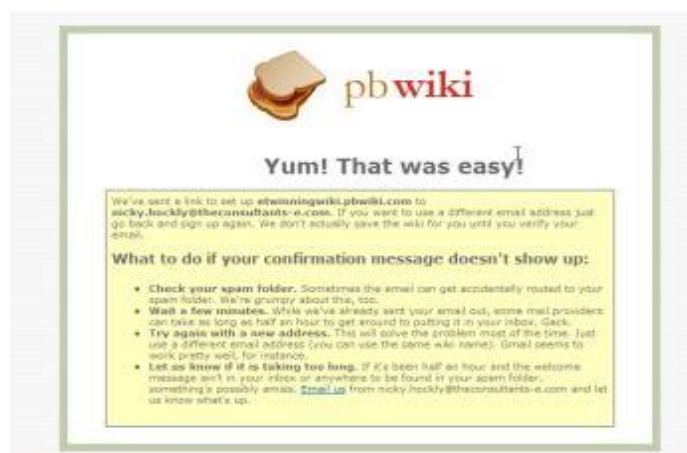 pbwiki
Yum! That was easy!
We've sent a link to set up etwinningwiki.pbwiki.com to
nicky.hockly@theconsultants-e.com. If you want to use a different email address just
go back and sign up again. We don't actually save the wiki for you until you verify your
email.
What to do if your confirmation message doesn't show up:
Check your spam folder. Sometimes the email can get accidentally routed to your
spam folder. We're grumpy about this, too.
Wait a few minutes. While we've already sent your email out, some mail providers
can take as long as half an hour to get around to putting it in your inbox. Gack.
Try again with a new address. This will solve the problem most of the time. Just
use a different email address (you can use the same wiki name). Gmail seems to
work pretty well, for instance.
Let us know if it is taking too long. If it's been half an hour and the welcome
message ain't in your inbox or anywhere to be found in your spam folder,
something's possibly amiss. Email us from nicky.hockly@theconsultants-e.com and let
us know what's up.